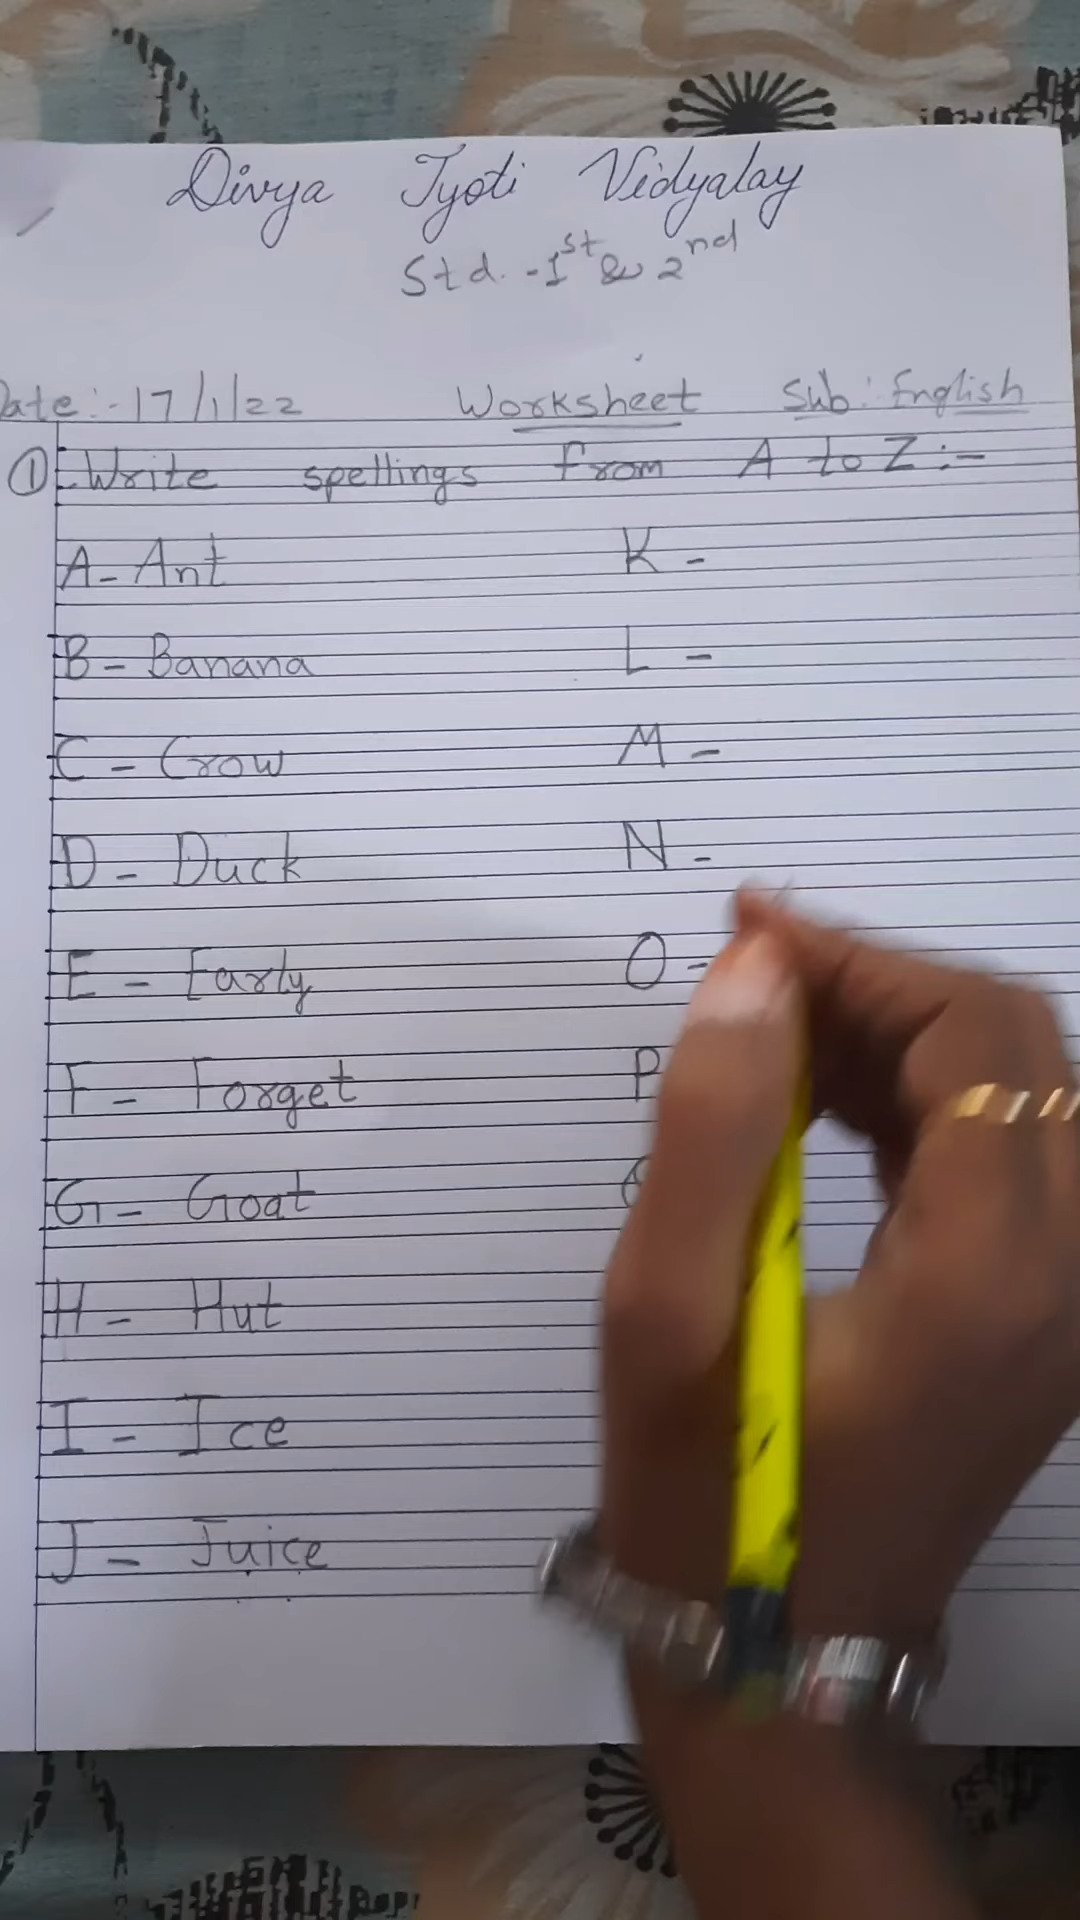 Divya Jyoti Vidyalay
Std. -1st & 2nd
Date:-17/1/22 Worksheet Sub: English
① Write spellings from A to Z :-
A - Ant K -
B - Banana L -
C - Crow M -
D - Duck N -
E - Early O -
F - Forget P
G - Goat
H - Hut
I - Ice
J - Juice